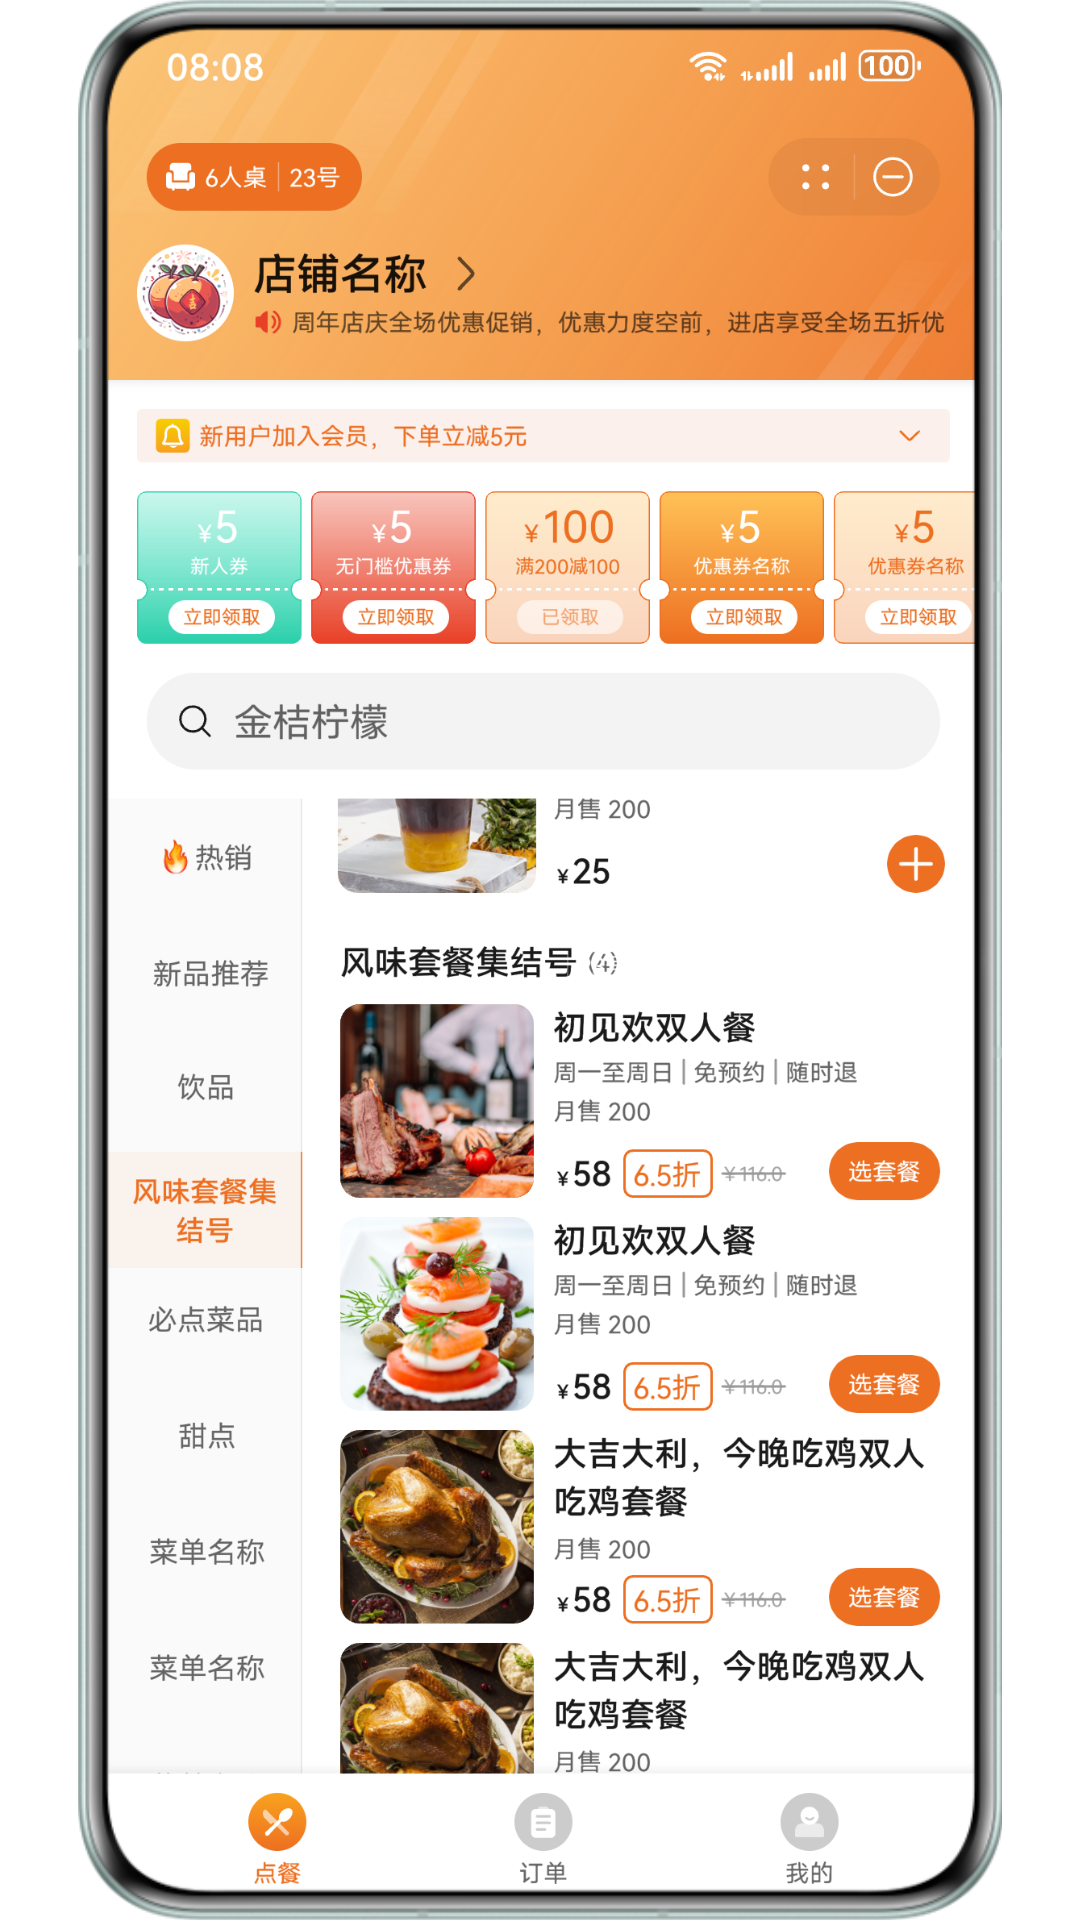 08:08
100
6人桌 | 23号
店铺名称
周年店庆全场优惠促销，优惠力度空前，进店享受全场五折优
新用户加入会员，下单立减5元
¥5
新人券
立即领取
¥5
无门槛优惠券
立即领取
¥100
满200减100
已领取
¥5
优惠券名称
立即领取
¥5
优惠券名称
立即领取
金桔柠檬
热销
新品推荐
饮品
风味套餐集
结号
必点菜品
甜点
菜单名称
菜单名称
月售 200
¥25
风味套餐集结号 (4)
初见欢双人餐
周一至周日 | 免预约 | 随时退
月售 200
¥58 6.5折 ¥116.0 选套餐
初见欢双人餐
周一至周日 | 免预约 | 随时退
月售 200
¥58 6.5折 ¥116.0 选套餐
大吉大利，今晚吃鸡双人
吃鸡套餐
月售 200
¥58 6.5折 ¥116.0 选套餐
大吉大利，今晚吃鸡双人
吃鸡套餐
月售 200
点餐
订单
我的